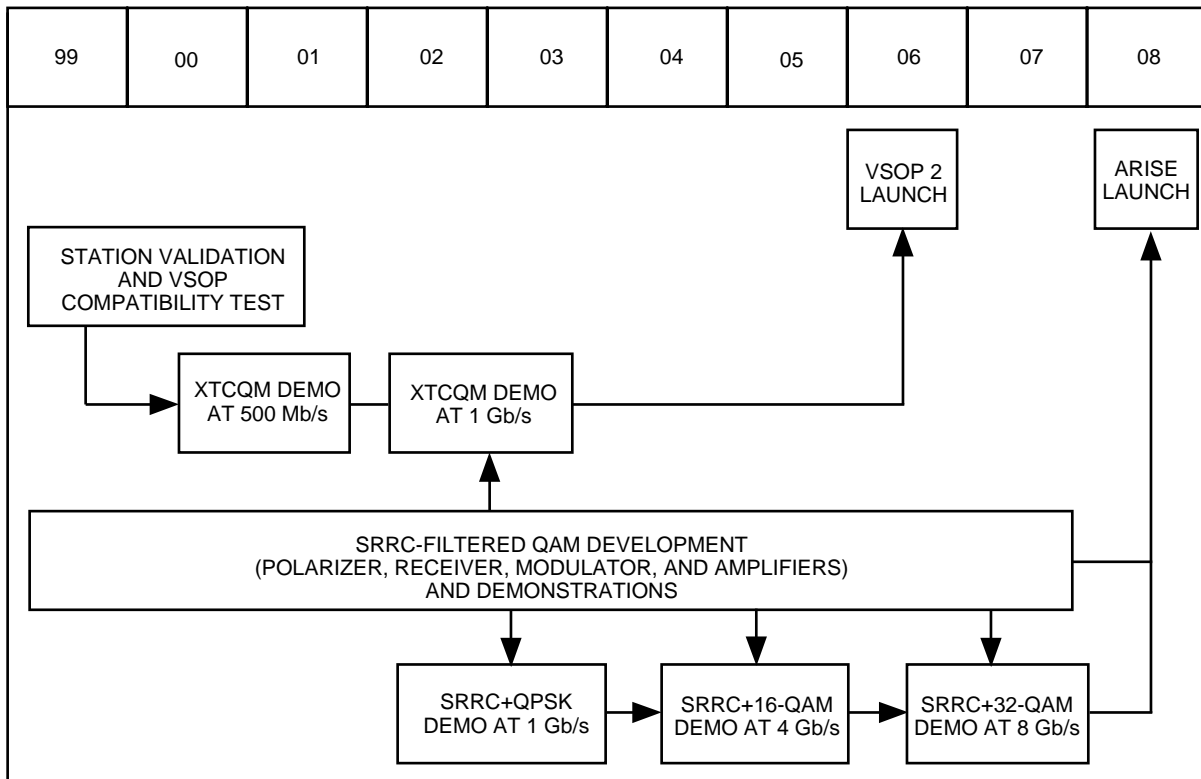 99 00 01 02 03 04 05 06 07 08
VSOP 2
LAUNCH
ARISE
LAUNCH
STATION VALIDATION
AND VSOP
COMPATIBILITY TEST
XTCQM DEMO
AT 500 Mb/s
XTCQM DEMO
AT 1 Gb/s
SRRC-FILTERED QAM DEVELOPMENT
(POLARIZER, RECEIVER, MODULATOR, AND AMPLIFIERS)
AND DEMONSTRATIONS
SRRC+QPSK
DEMO AT 1 Gb/s
SRRC+16-QAM
DEMO AT 4 Gb/s
SRRC+32-QAM
DEMO AT 8 Gb/s